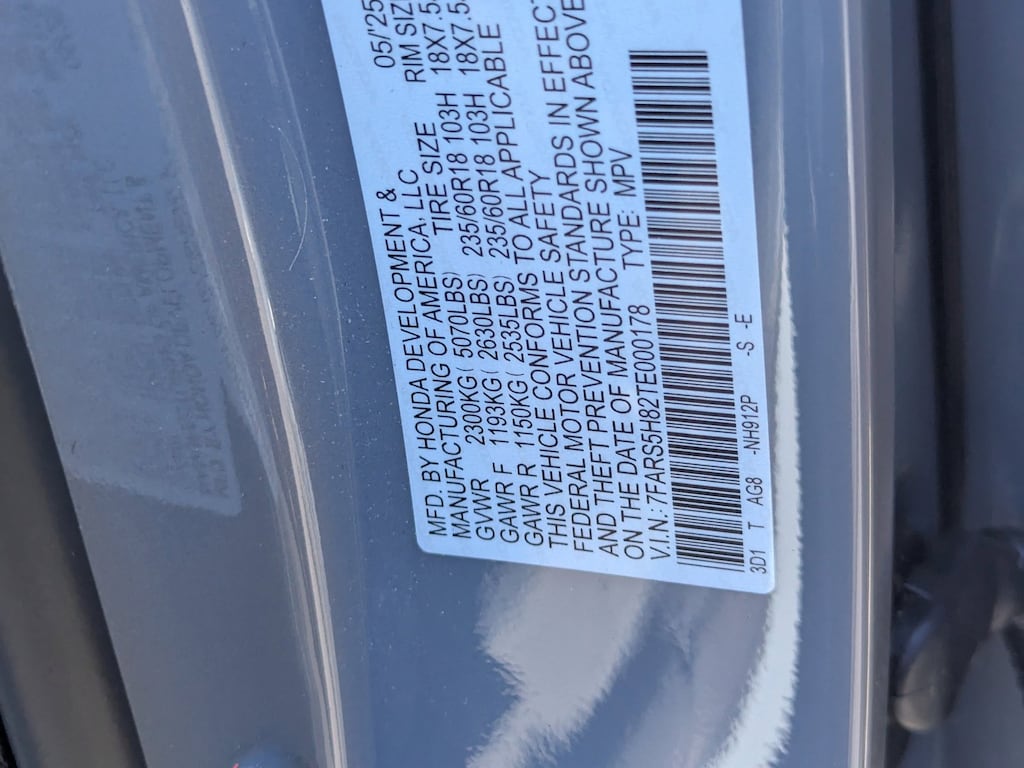 MFD. BY HONDA DEVELOPMENT & 05/'25
MANUFACTURING OF AMERICA, LLC
TIRE SIZE RIM SIZE
GVWR 2300KG( 5070LBS)
GAWR F 1193KG( 2630LBS) 235/60R18 103H 18X7.5
GAWR R 1150KG( 2535LBS) 235/60R18 103H 18X7.5
THIS VEHICLE CONFORMS TO ALL APPLICABLE
FEDERAL MOTOR VEHICLE SAFETY
AND THEFT PREVENTION STANDARDS IN EFFECT
ON THE DATE OF MANUFACTURE SHOWN ABOVE
V.I.N.: 7FARS5H82TE000178 TYPE: MPV
3D1 T AG8 -NH912P -S -E